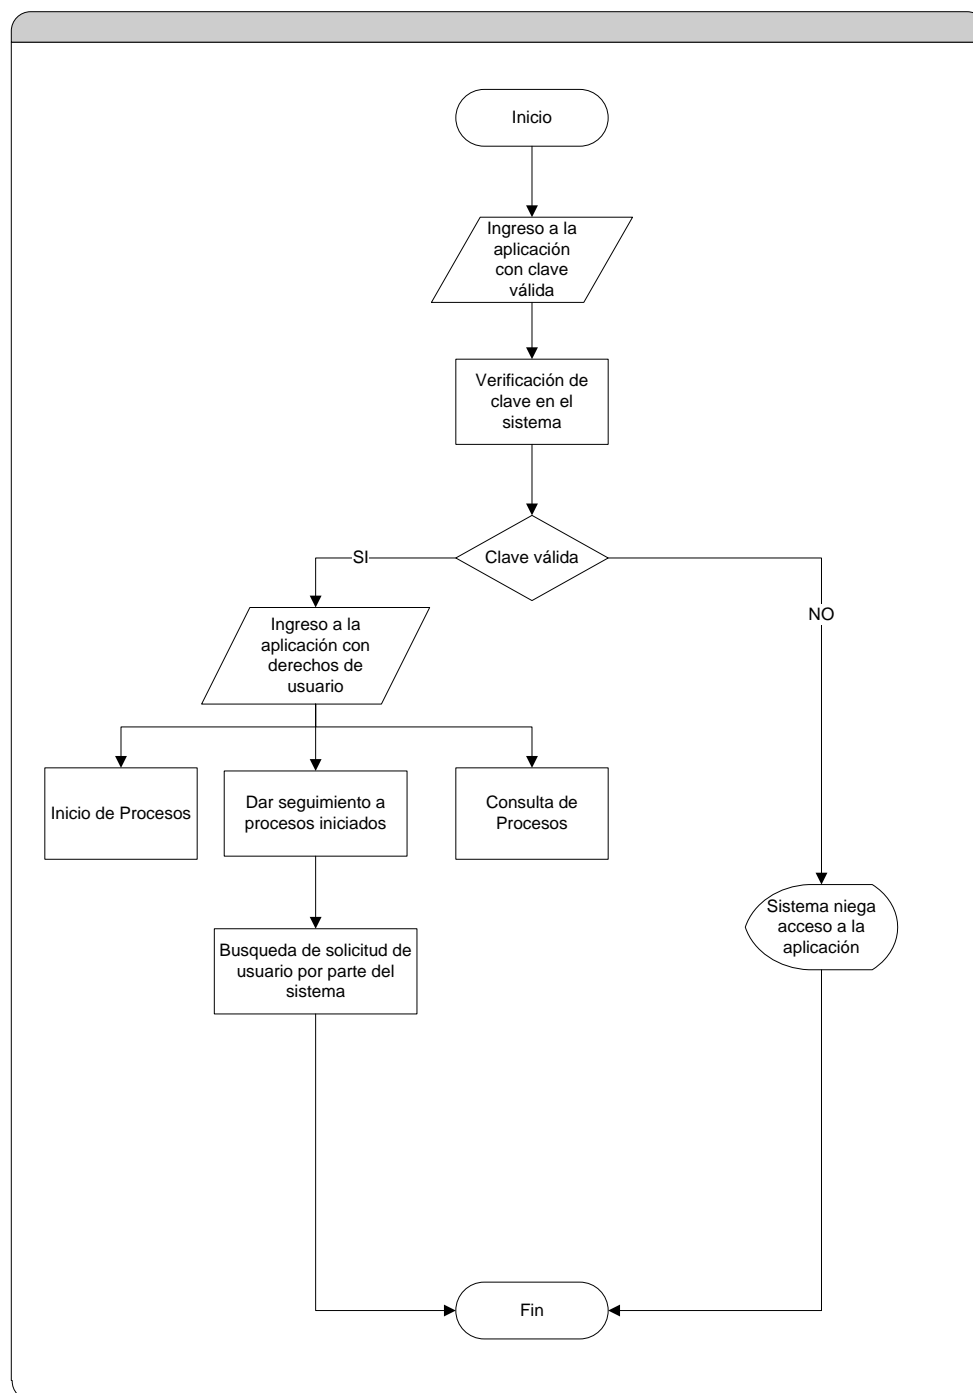 Inicio
Ingreso a la
aplicación
con clave
válida
Verificación de
clave en el
sistema
Clave válida
SI
NO
Ingreso a la
aplicación con
derechos de
usuario
Inicio de Procesos
Dar seguimiento a
procesos iniciados
Consulta de
Procesos
Sistema niega
acceso a la
aplicación
Busqueda de solicitud de
usuario por parte del
sistema
Fin